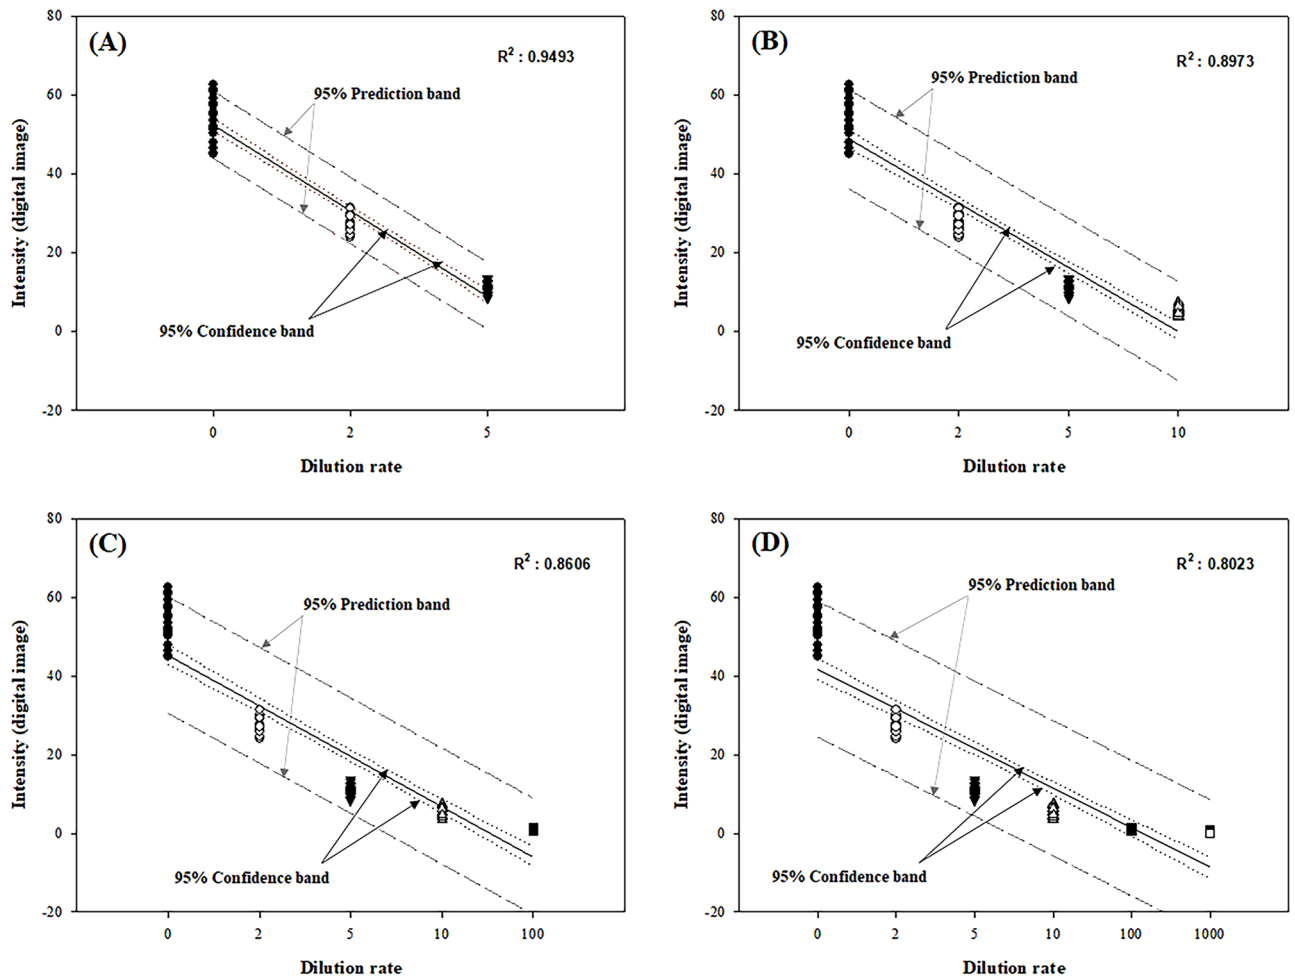 (A)
R² : 0.9493
95% Prediction band
95% Confidence band
Intensity (digital image)
80
60
40
20
0
-20
0 2 5
Dilution rate
(B)
R² : 0.8973
95% Prediction band
95% Confidence band
Intensity (digital image)
80
60
40
20
0
-20
0 2 5 10
Dilution rate
(C)
R² : 0.8606
95% Prediction band
95% Confidence band
Intensity (digital image)
80
60
40
20
0
-20
0 2 5 10 100
Dilution rate
(D)
R² : 0.8023
95% Prediction band
95% Confidence band
Intensity (digital image)
80
60
40
20
0
-20
0 2 5 10 100 1000
Dilution rate